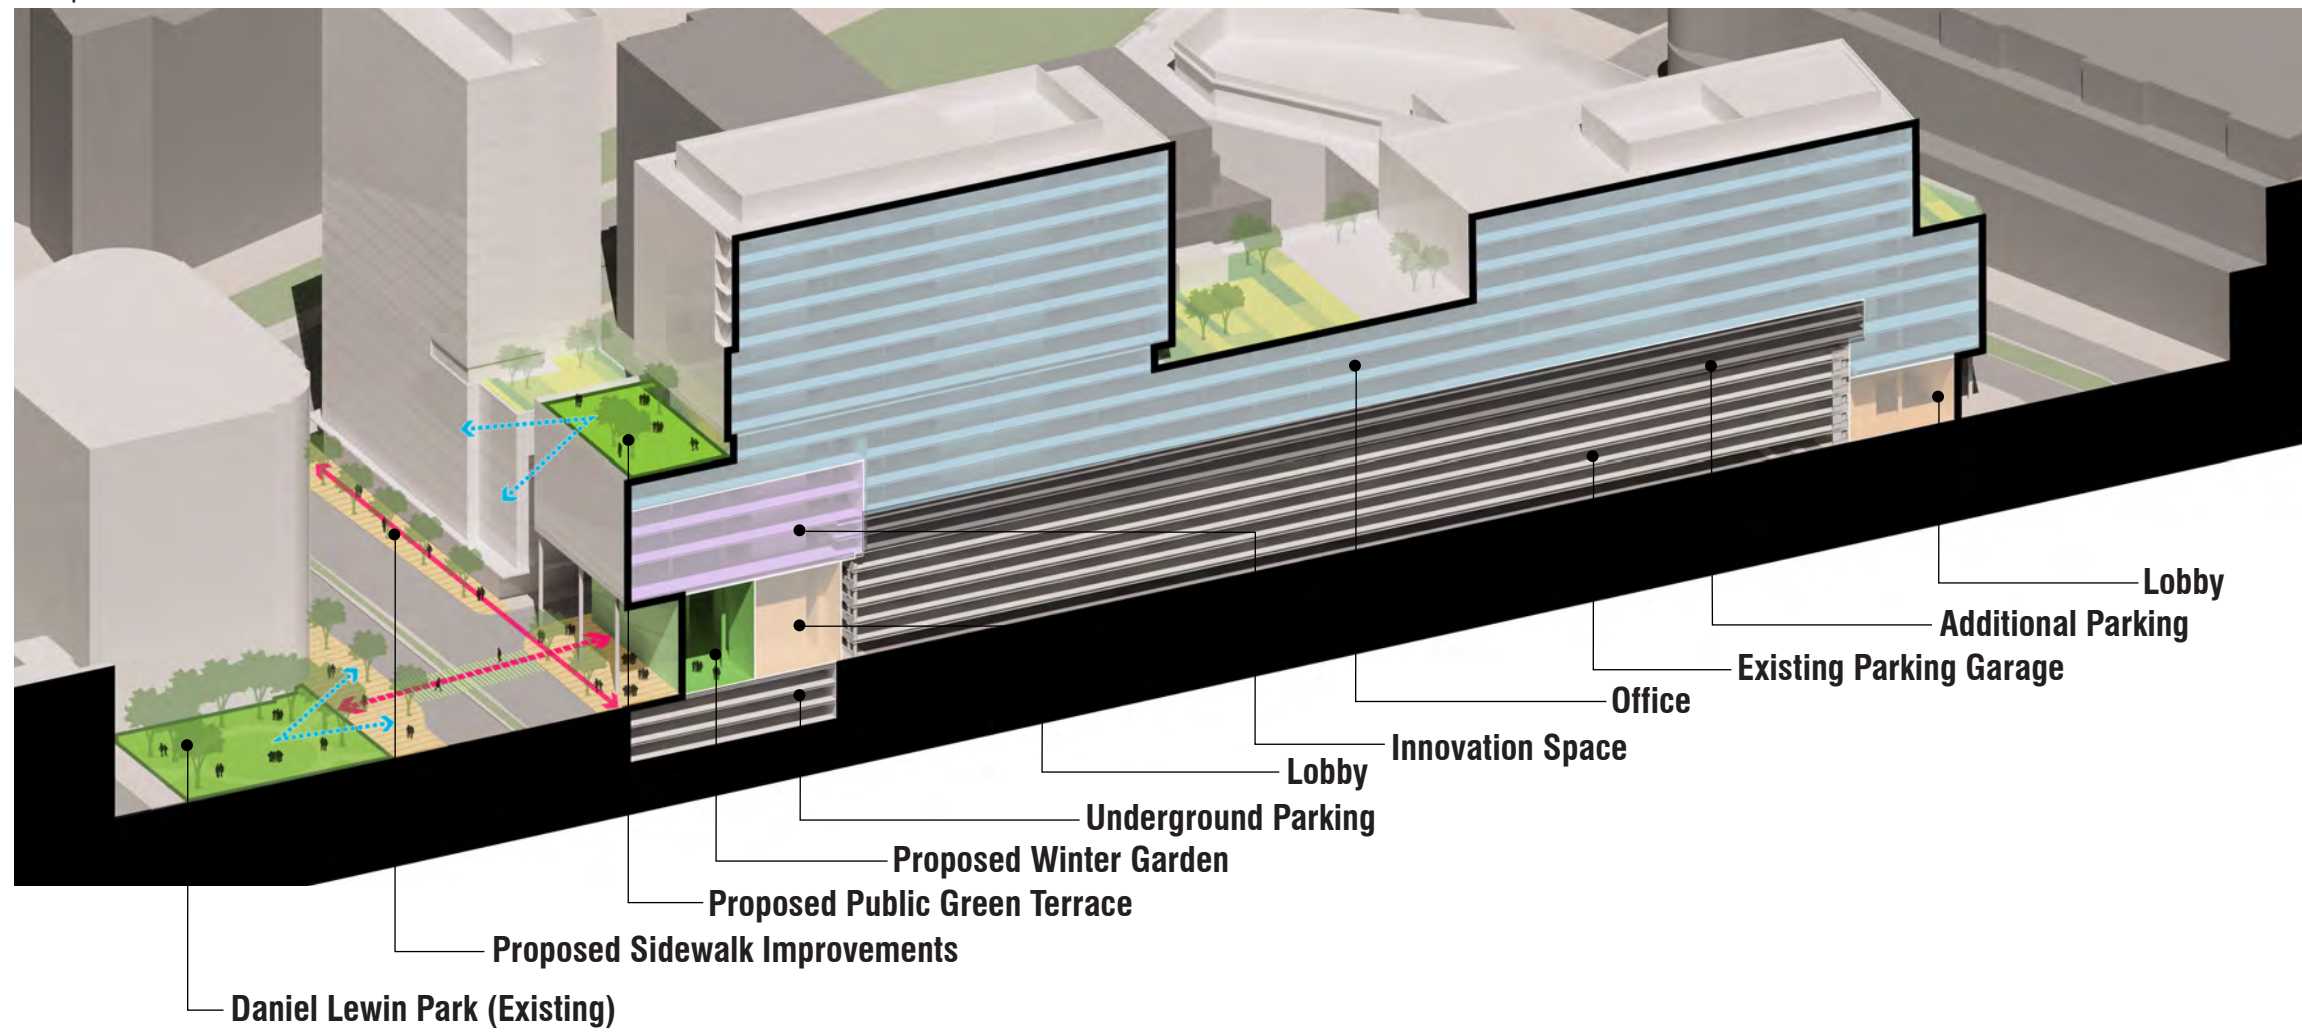 Lobby
Additional Parking
Existing Parking Garage
Office
Innovation Space
Lobby
Underground Parking
Proposed Winter Garden
Proposed Public Green Terrace
Proposed Sidewalk Improvements
Daniel Lewin Park (Existing)